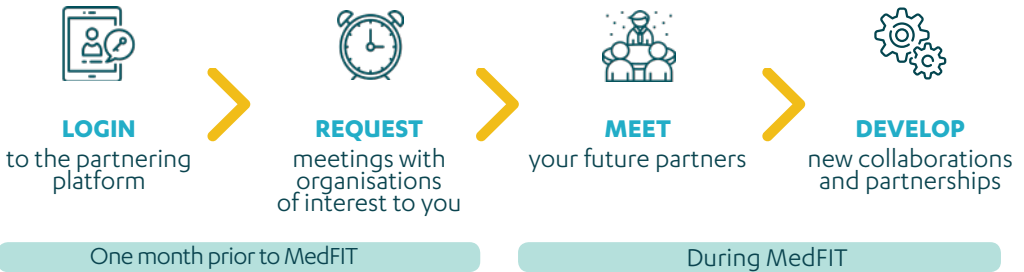 LOGIN
to the partnering
platform
REQUEST
meetings with
organisations
of interest to you
MEET
your future partners
DEVELOP
new collaborations
and partnerships
One month prior to MedFIT
During MedFIT